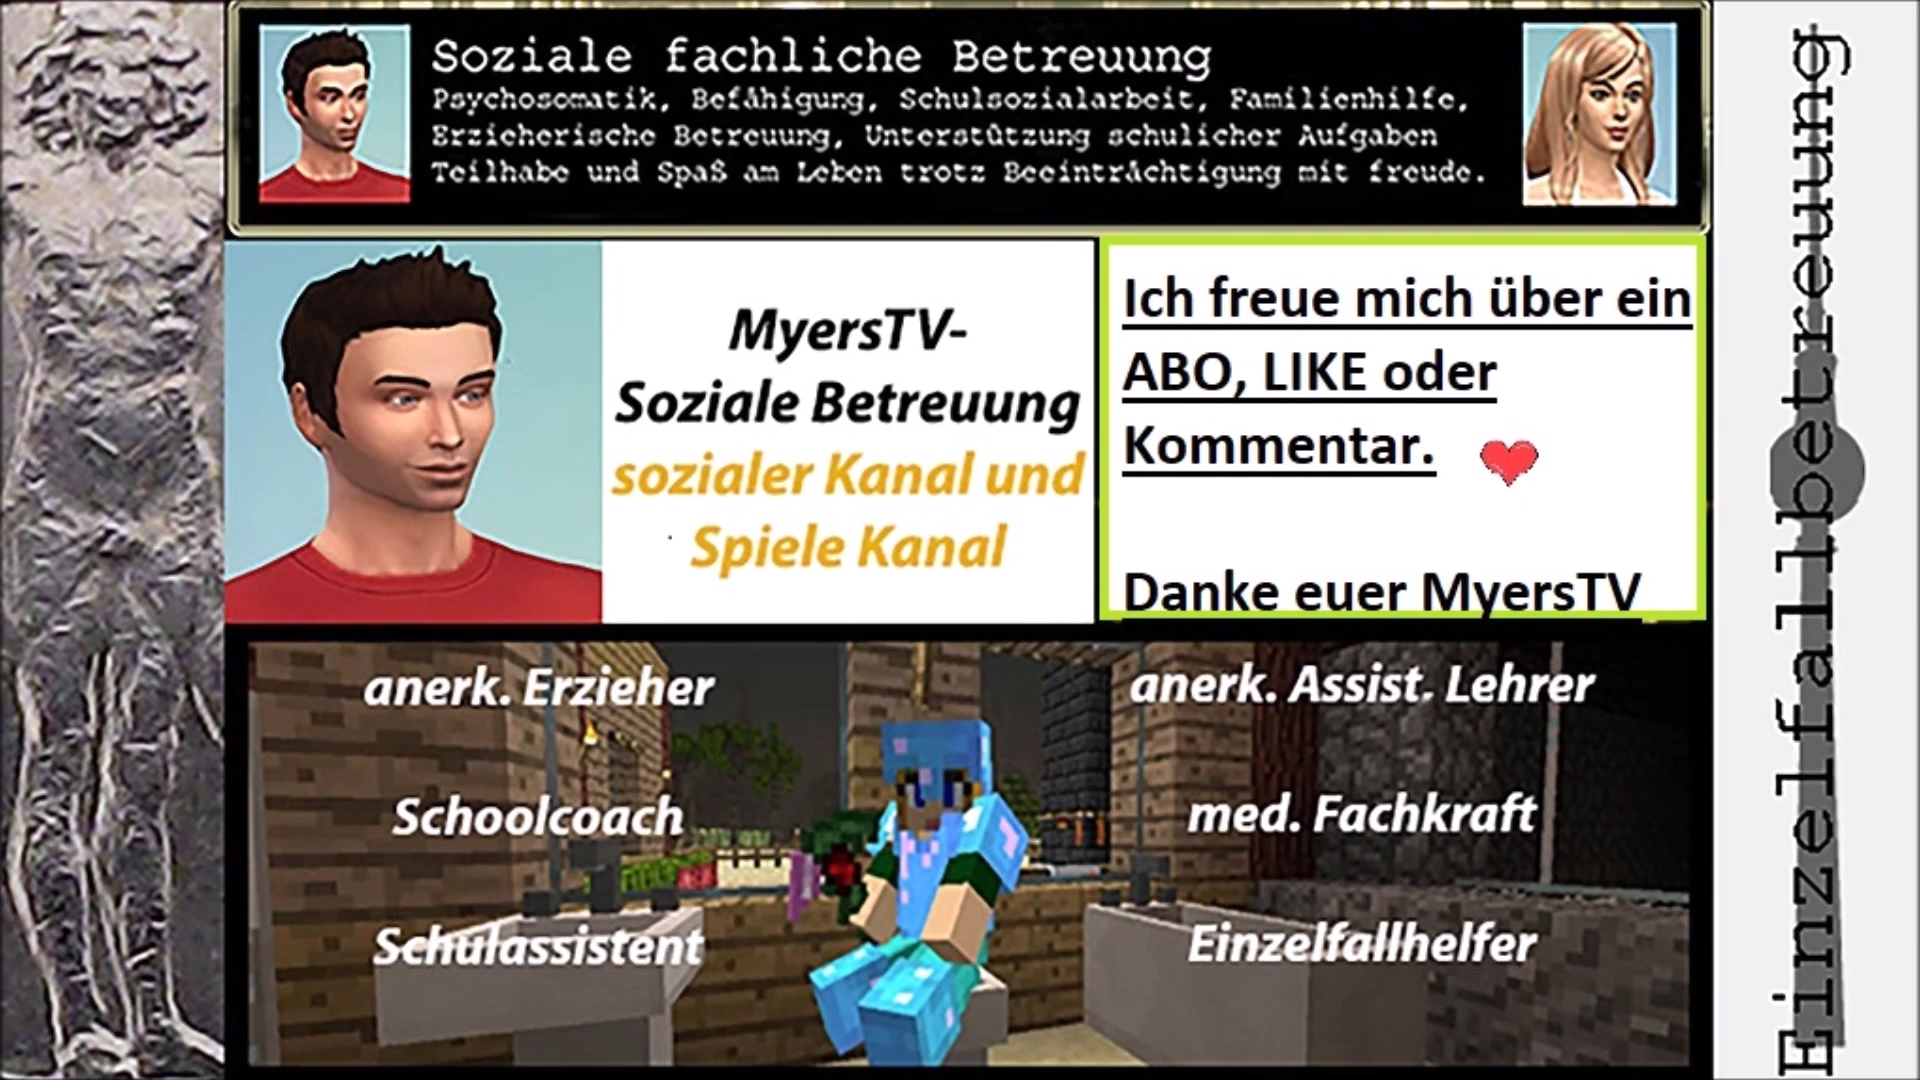 Soziale fachliche Betreuung
Psychosomatik, Befähigung, Schulsozialarbeit, Familienhilfe,
Erzieherische Betreuung, Unterstützung schulicher Aufgaben
Teilhabe und Spaß am Leben trotz Beeinträchtigung mit freude.
MyersTV-
Soziale Betreuung
sozialer Kanal und
Spiele Kanal
Ich freue mich über ein
ABO, LIKE oder
Kommentar.
Danke euer MyersTV
anerk. Erzieher
anerk. Assist. Lehrer
Schoolcoach
med. Fachkraft
Schulassistent
Einzelfallhelfer
Einzelfallbetreuung